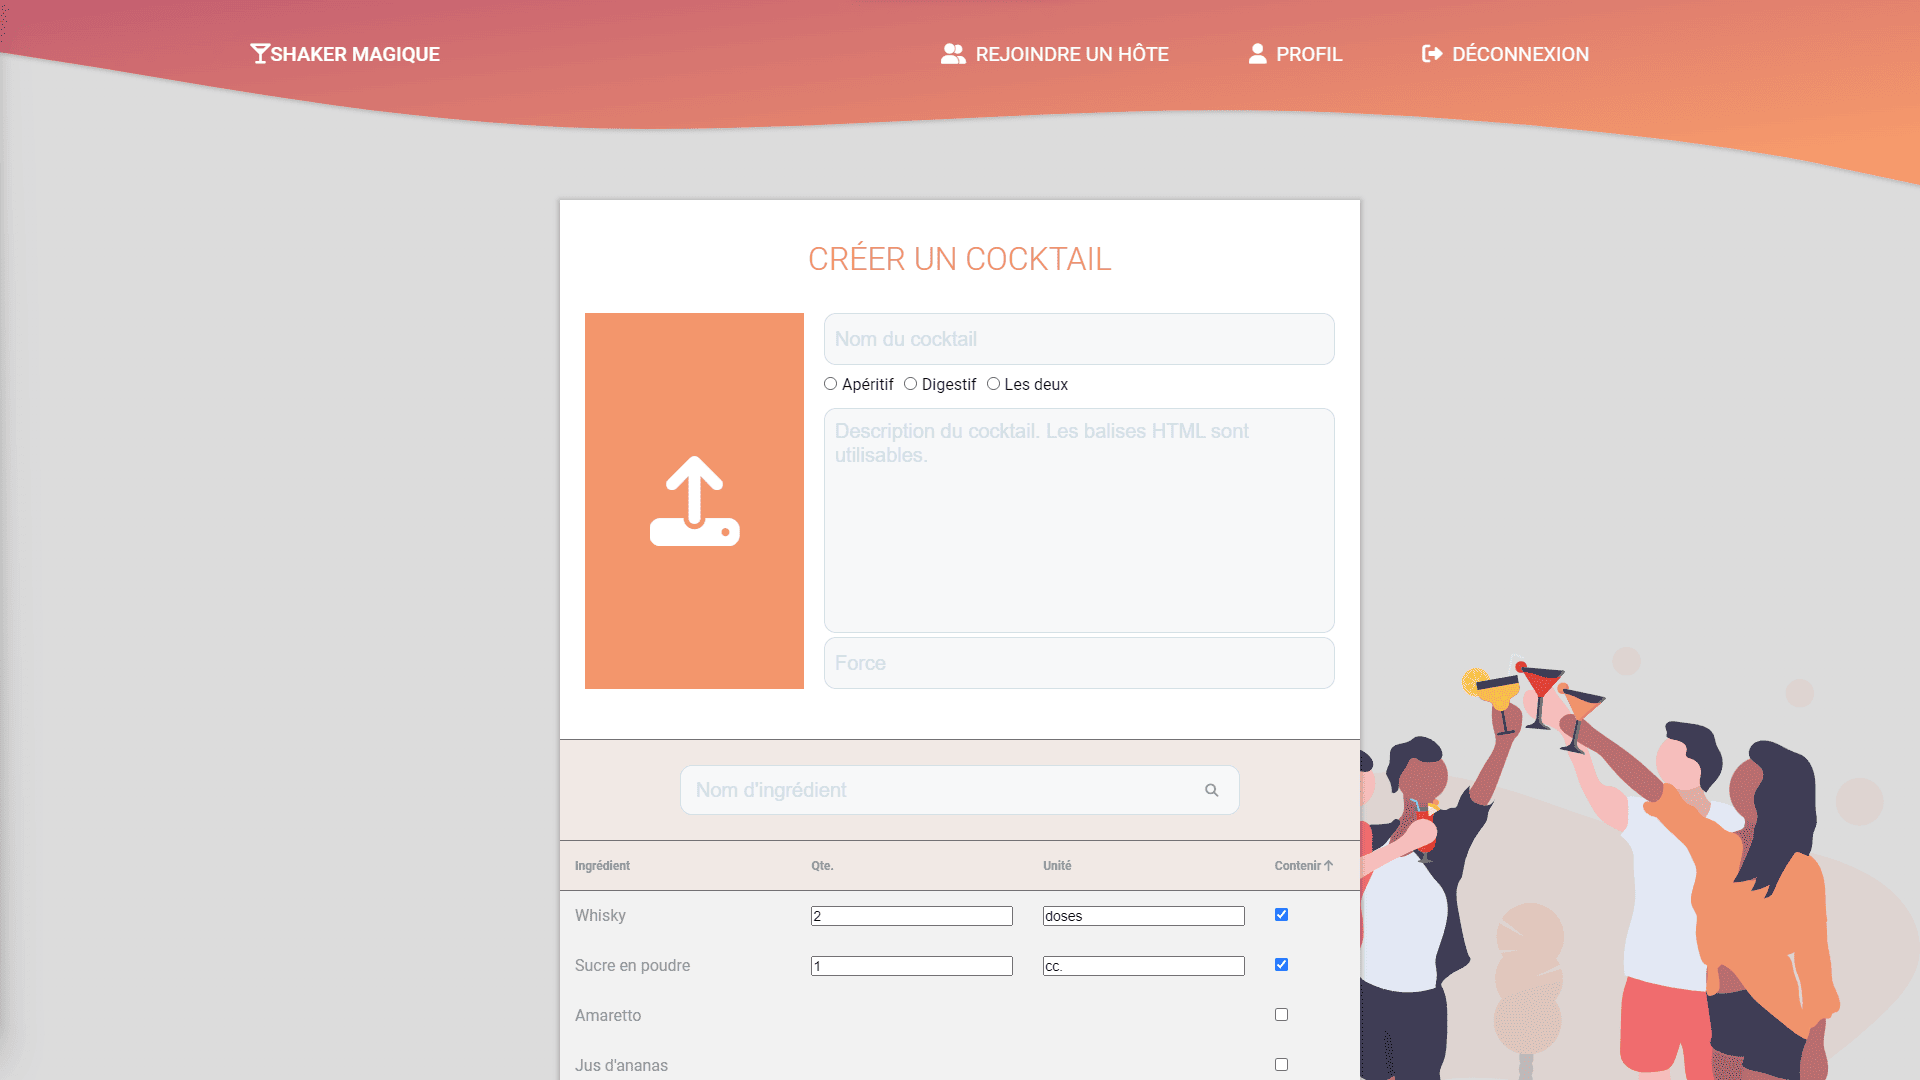 SHAKER MAGIQUE
REJOINDRE UN HÔTE
PROFIL
DÉCONNEXION
CRÉER UN COCKTAIL
Nom du cocktail
Apéritif Digestif Les deux
Description du cocktail. Les balises HTML sont
utilisables.
Force
Nom d'ingrédient
Ingrédient Qte. Unité Contenir
Whisky 2 doses
Sucre en poudre 1 cc.
Amaretto
Jus d'ananas